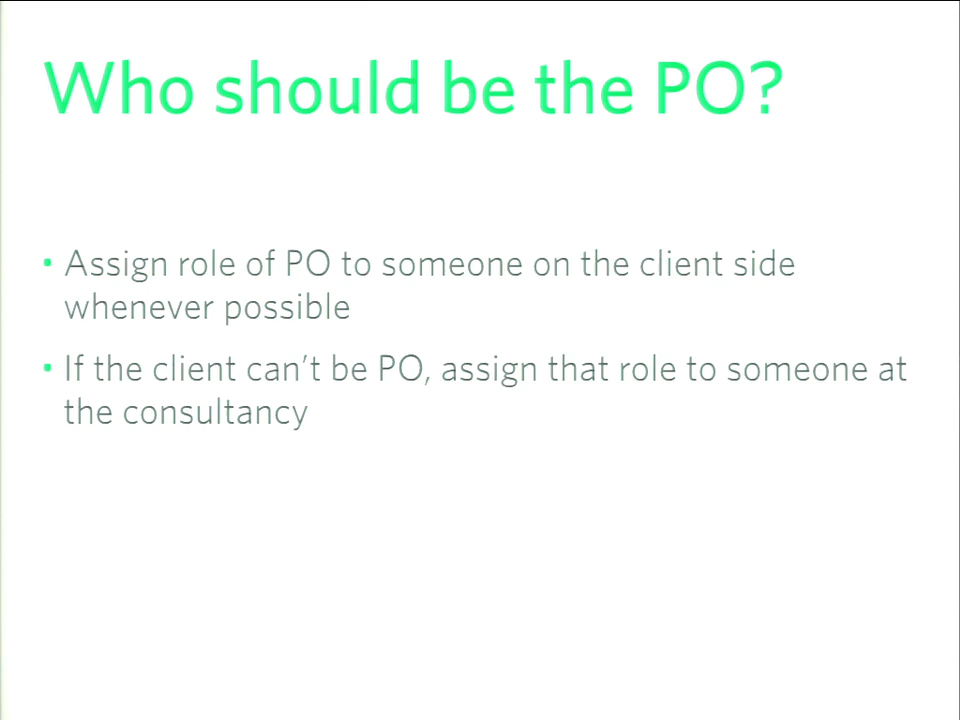 Who should be the PO?
• Assign role of PO to someone on the client side
whenever possible
• If the client can't be PO, assign that role to someone at
the consultancy